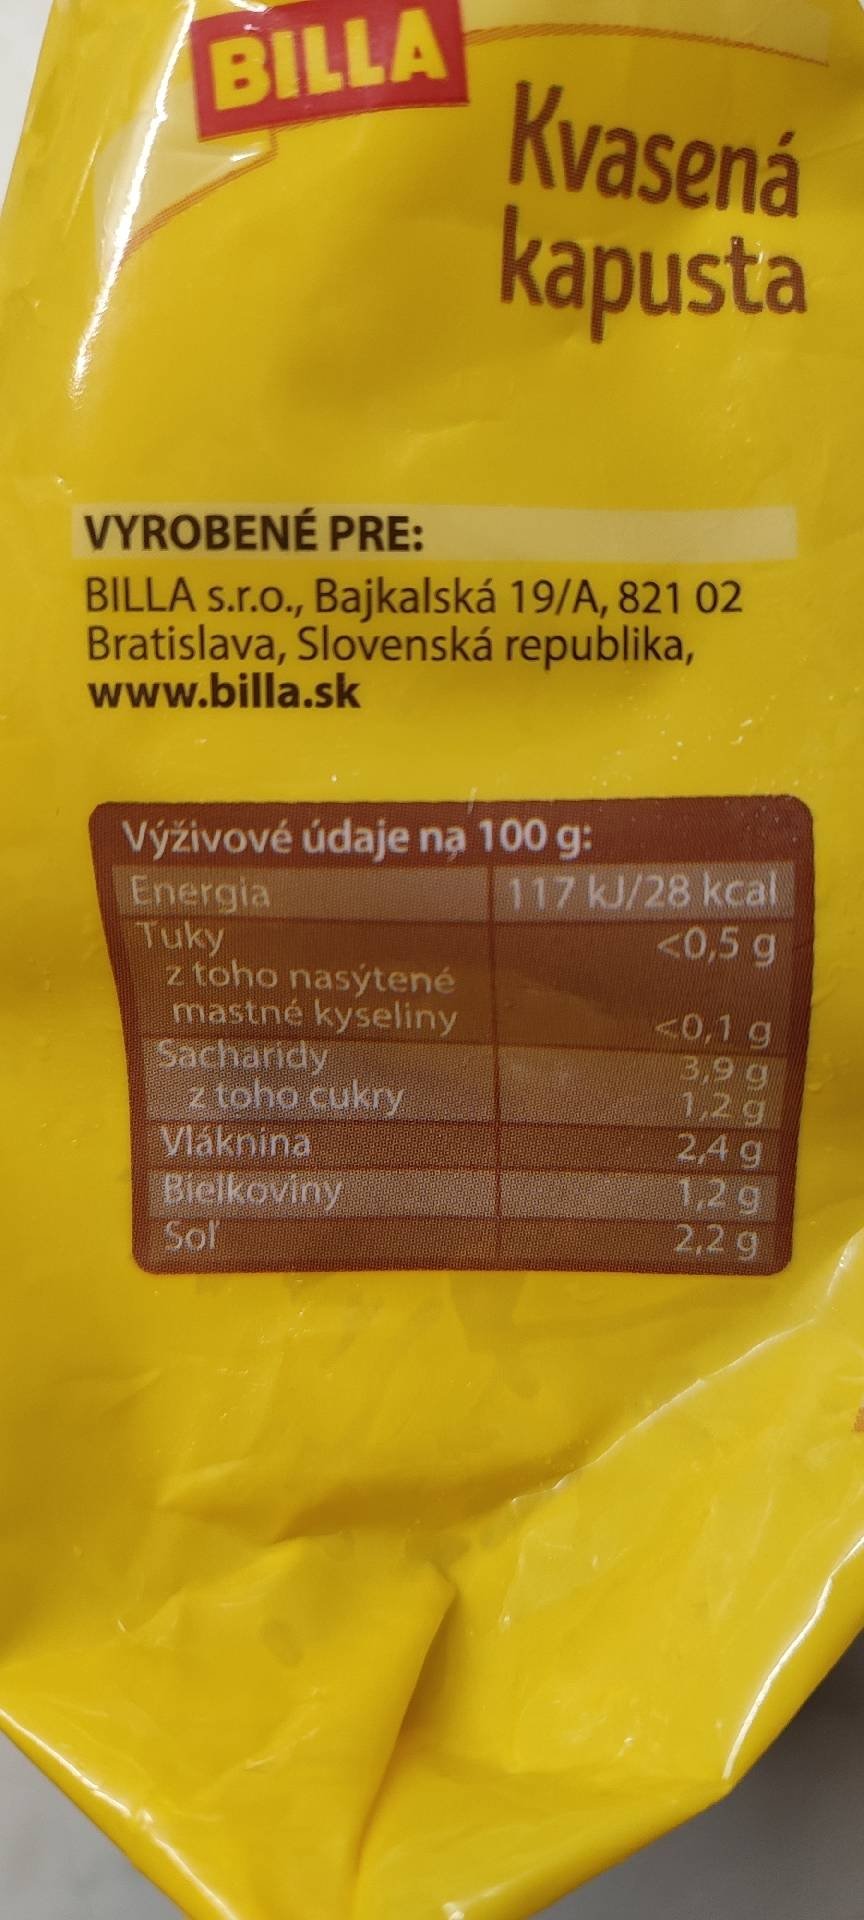 BILLA
Kvasená
kapusta
VYROBENÉ PRE:
BILLA s.r.o., Bajkalská 19/A, 821 02
Bratislava, Slovenská republika,
www.billa.sk
Výživové údaje na 100 g:
Energia 117 kJ/28 kcal
Tuky <0,5 g
z toho nasýtené
mastné kyseliny <0,1 g
Sacharidy 3,9 g
z toho cukry 1,2 g
Vláknina 2,4 g
Bielkoviny 1,2 g
Soľ 2,2 g